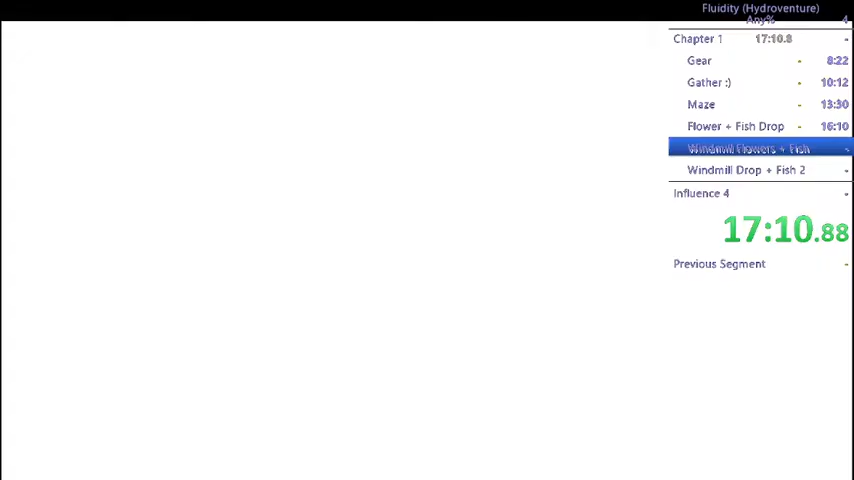 Fluidity (Hydroventure)
Any% 4
Chapter 1 17:10.8 -
Gear - 8:22
Gather :) - 10:12
Maze - 13:30
Flower + Fish Drop - 16:10
Windmill Flowers + Fish -
Windmill Drop + Fish 2 -
Influence 4 -
17:10.88
Previous Segment -